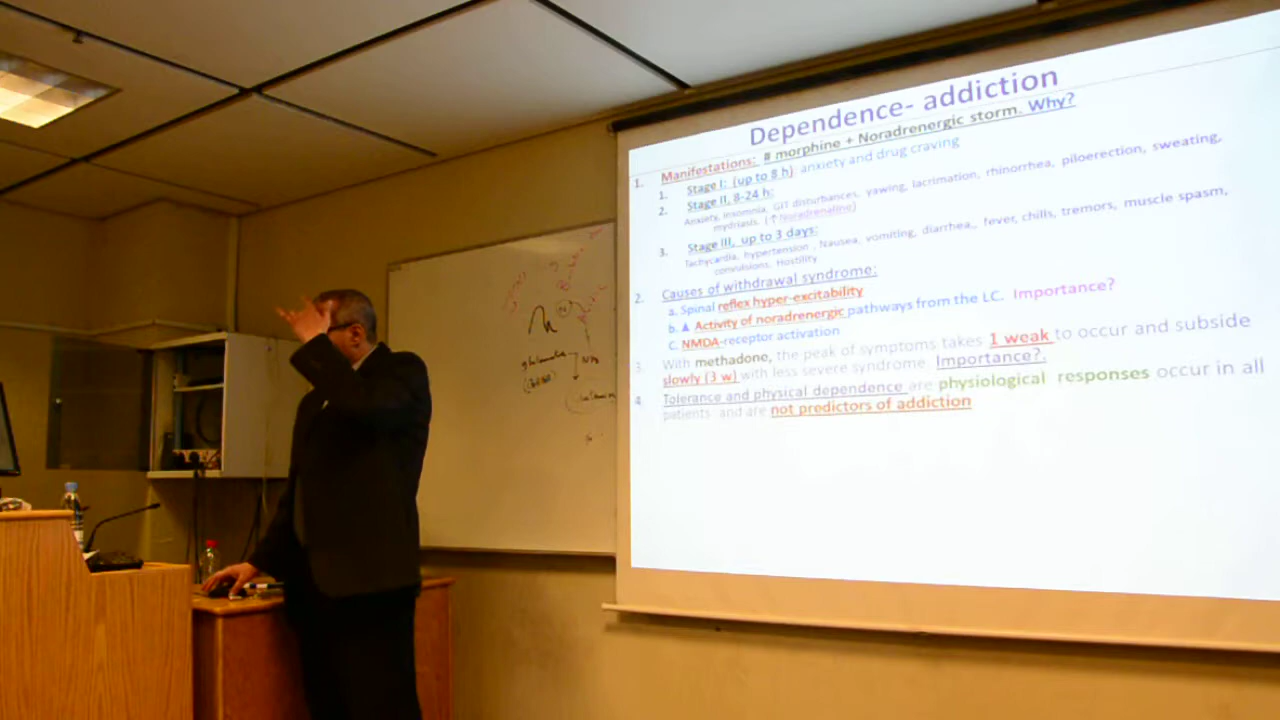 Dependence- addiction
1. Manifestations: # morphine + Noradrenergic storm. Why?
1. Stage I: (up to 8 h) anxiety and drug craving
2. Stage II, 8-24 h:
Anxiety, insomnia, GIT disturbances, yawing, lacrimation, rhinorrhea, piloerection, sweating,
mydriasis. (↑ Noradrenaline)
3. Stage III, up to 3 days:
Tachycardia, hypertension , Nausea, vomiting, diarrhea,, fever, chills, tremors, muscle spasm,
convulsions, Hostility
2. Causes of withdrawal syndrome:
a. Spinal reflex hyper-excitability
b. ▲ Activity of noradrenergic pathways from the LC. Importance?
C. NMDA-receptor activation
3. With methadone, the peak of symptoms takes 1 weak to occur and subside
slowly (3 w) with less severe syndrome. Importance?.
4. Tolerance and physical dependence are physiological responses occur in all
patients and are not predictors of addiction